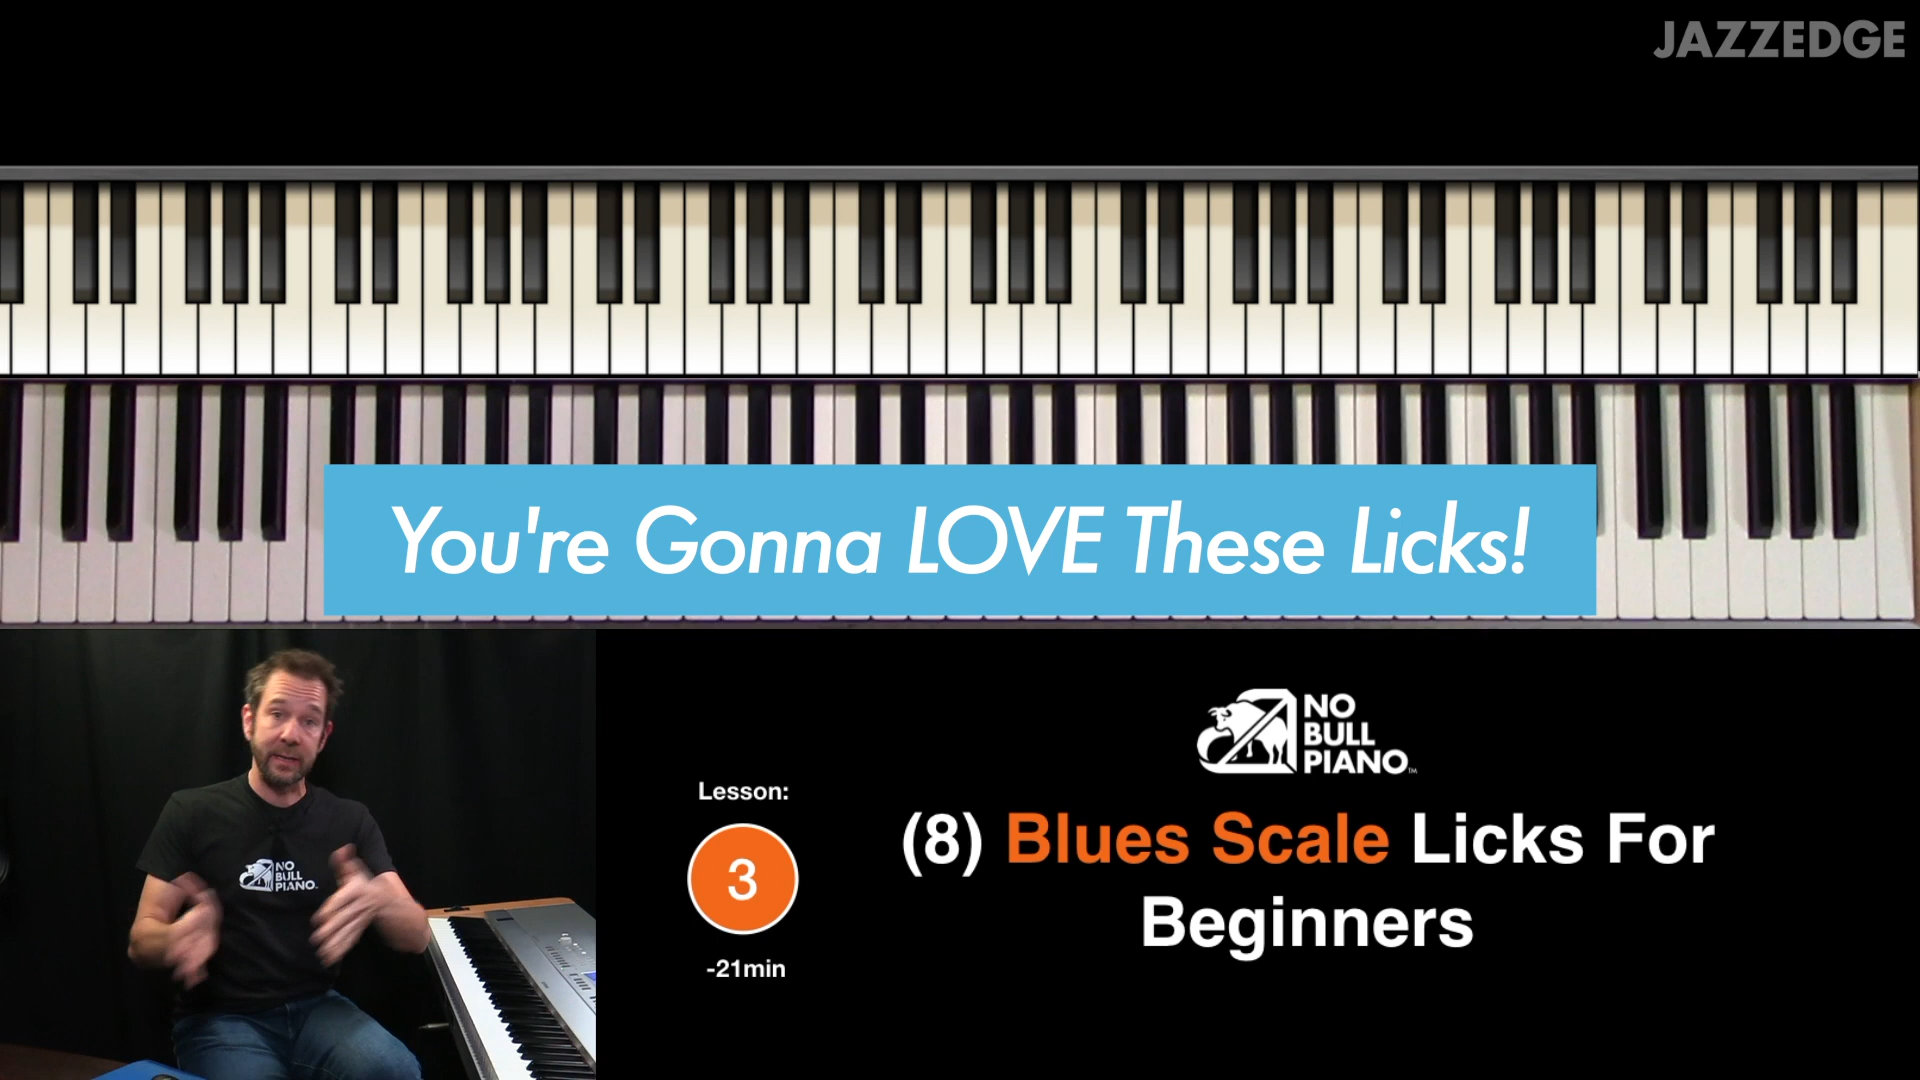 JAZZEDGE
You're Gonna LOVE These Licks!
NO
BULL
PIANO™
Lesson:
3
-21min
(8) Blues Scale Licks For
Beginners
NO
BULL
PIANO